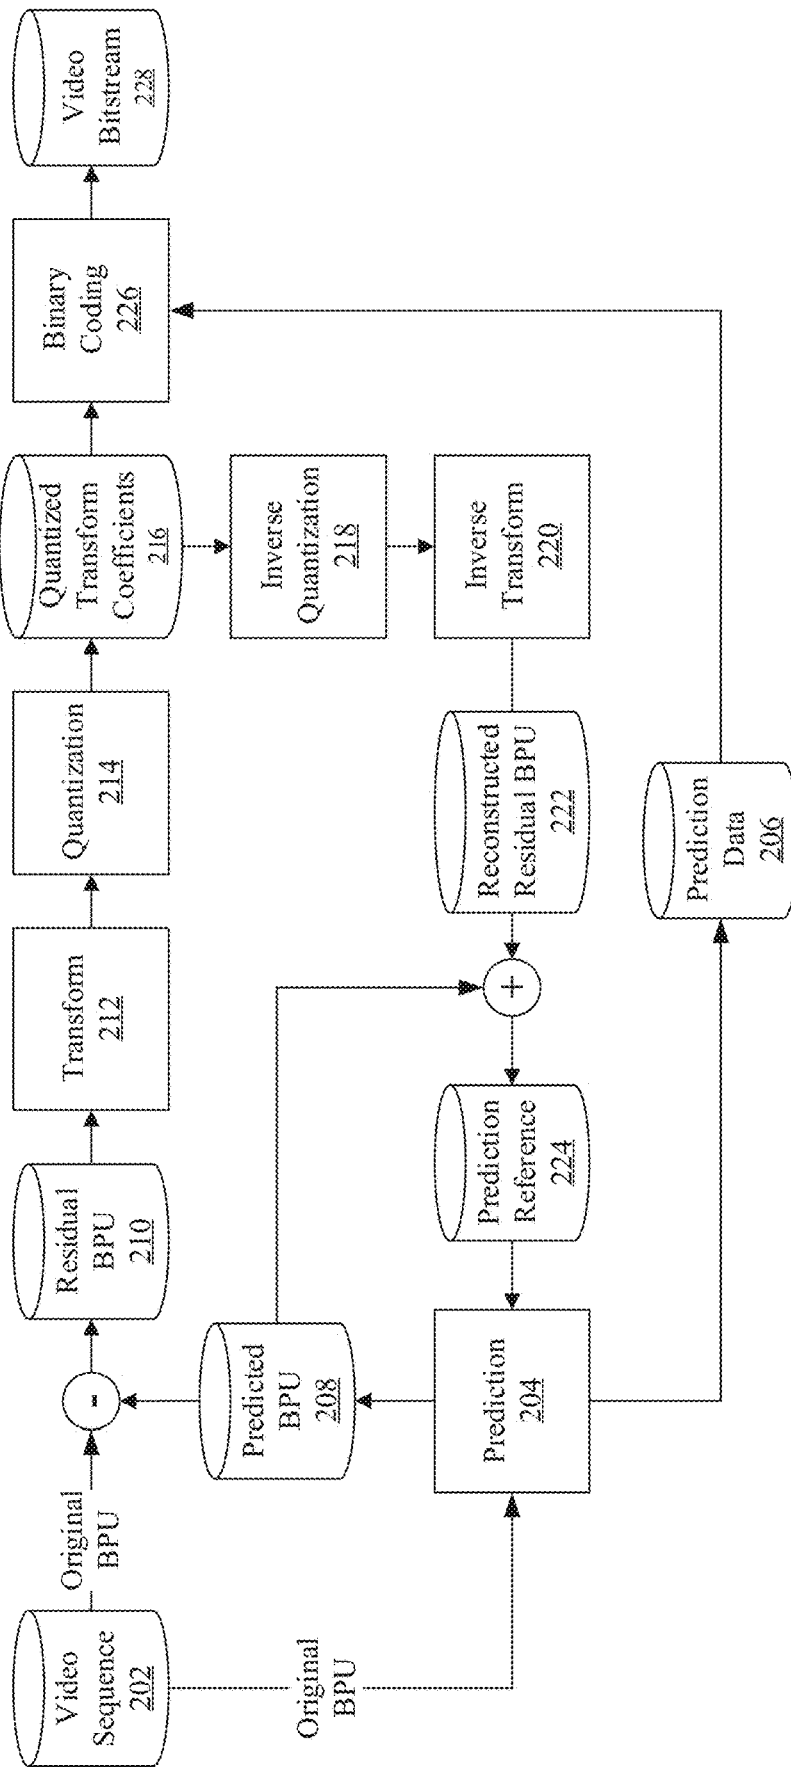 Video
Sequence
202
Original
BPU
-
Residual
BPU
210
Transform
212
Quantization
214
Quantized
Transform
Coefficients
216
Binary
Coding
226
Video
Bitstream
228
Original
BPU
Predicted
BPU
208
Inverse
Quantization
218
Prediction
204
Prediction
Reference
224
+
Reconstructed
Residual BPU
222
Inverse
Transform
220
Prediction
Data
206